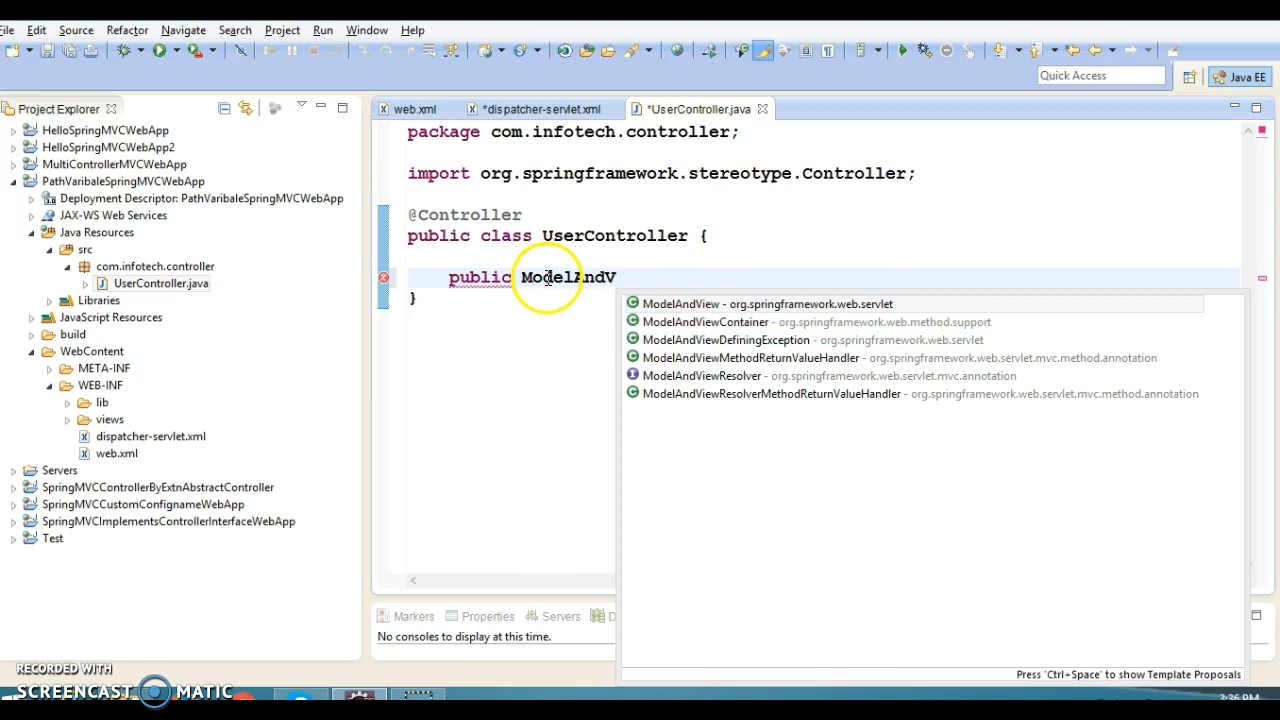 File Edit Source Refactor Navigate Search Project Run Window Help
Quick Access
Java EE
Project Explorer
web.xml
*dispatcher-servlet.xml
*UserController.java
HelloSpringMVCWebApp
HelloSpringMVCWebApp2
MultiControllerMVCWebApp
PathVaribaleSpringMVCWebApp
Deployment Descriptor: PathVaribaleSpringMVCWebApp
JAX-WS Web Services
Java Resources
src
com.infotech.controller
UserController.java
Libraries
JavaScript Resources
build
WebContent
META-INF
WEB-INF
lib
views
dispatcher-servlet.xml
web.xml
Servers
SpringMVCControllerByExtnAbstractController
SpringMVCCustomConfignameWebApp
SpringMVCImplementsControllerInterfaceWebApp
Test
package com.infotech.controller;
import org.springframework.stereotype.Controller;
@Controller
public class UserController {
public ModelAndV
}
ModelAndView - org.springframework.web.servlet
ModelAndViewContainer - org.springframework.web.method.support
ModelAndViewDefiningException - org.springframework.web.servlet
ModelAndViewMethodReturnValueHandler - org.springframework.web.servlet.mvc.method.annotation
ModelAndViewResolver - org.springframework.web.servlet.mvc.annotation
ModelAndViewResolverMethodReturnValueHandler - org.springframework.web.servlet.mvc.method.annotation
Press 'Ctrl+Space' to show Template Proposals
Markers Properties Servers D
No consoles to display at this time.
RECORDED WITH
SCREENCAST MATIC
3:36 PM